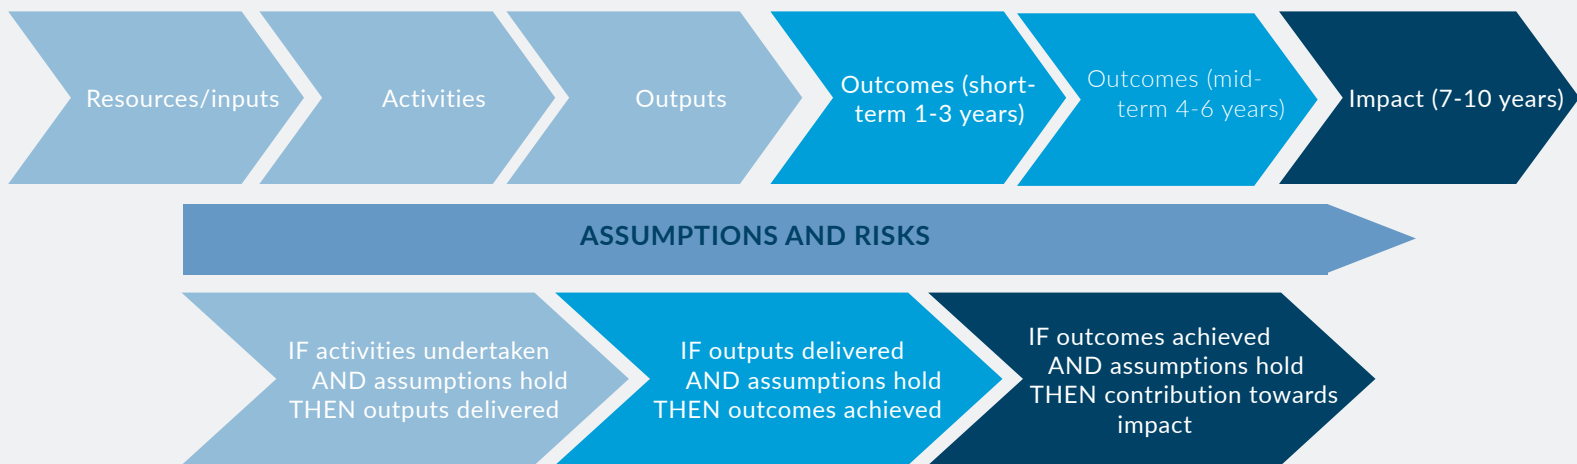 Resources/inputs
Activities
Outputs
Outcomes (short-
term 1-3 years)
Outcomes (mid-
term 4-6 years)
Impact (7-10 years)
ASSUMPTIONS AND RISKS
IF activities undertaken
AND assumptions hold
THEN outputs delivered
IF outputs delivered
AND assumptions hold
THEN outcomes achieved
IF outcomes achieved
AND assumptions hold
THEN contribution towards
impact